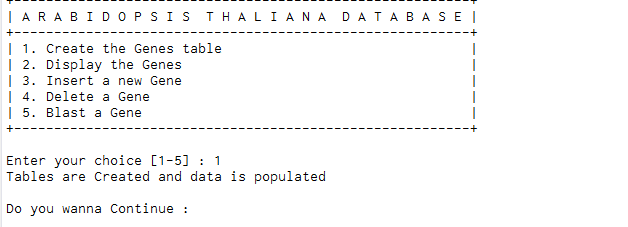 +---------------------------------------------------------+
| A R A B I D O P S I S  T H A L I A N A  D A T A B A S E |
+---------------------------------------------------------+
| 1. Create the Genes table                               |
| 2. Display the Genes                                    |
| 3. Insert a new Gene                                    |
| 4. Delete a Gene                                        |
| 5. Blast a Gene                                         |
+---------------------------------------------------------+
Enter your choice [1-5] : 1
Tables are Created and data is populated
Do you wanna Continue :